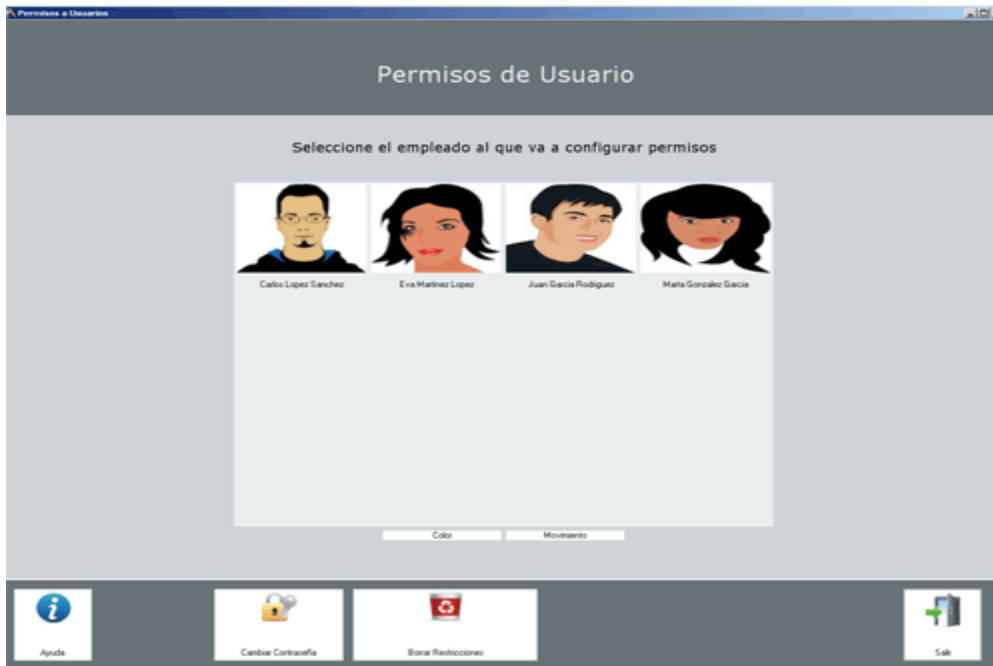 Permisos a Usuarios
Permisos de Usuario
Seleccione el empleado al que va a configurar permisos
Carlos Lopez Sanchez
Eva Martinez Lopez
Juan Garcia Rodriguez
Marta Gonzalez Garcia
Color
Movimiento
Ayuda
Cambiar Contraseña
Borrar Restricciones
Salir